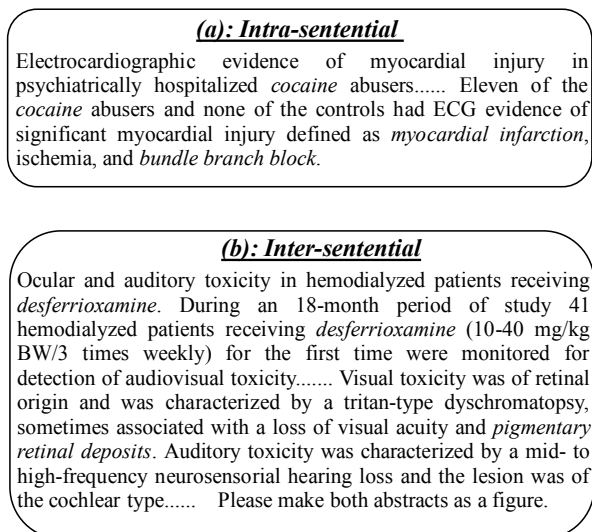 (a): Intra-sentential
Electrocardiographic evidence of myocardial injury in
psychiatrically hospitalized cocaine abusers...... Eleven of the
cocaine abusers and none of the controls had ECG evidence of
significant myocardial injury defined as myocardial infarction,
ischemia, and bundle branch block.
(b): Inter-sentential
Ocular and auditory toxicity in hemodialyzed patients receiving
desferrioxamine. During an 18-month period of study 41
hemodialyzed patients receiving desferrioxamine (10-40 mg/kg
BW/3 times weekly) for the first time were monitored for
detection of audiovisual toxicity....... Visual toxicity was of retinal
origin and was characterized by a tritan-type dyschromatopsy,
sometimes associated with a loss of visual acuity and pigmentary
retinal deposits. Auditory toxicity was characterized by a mid- to
high-frequency neurosensorial hearing loss and the lesion was of
the cochlear type...... Please make both abstracts as a figure.